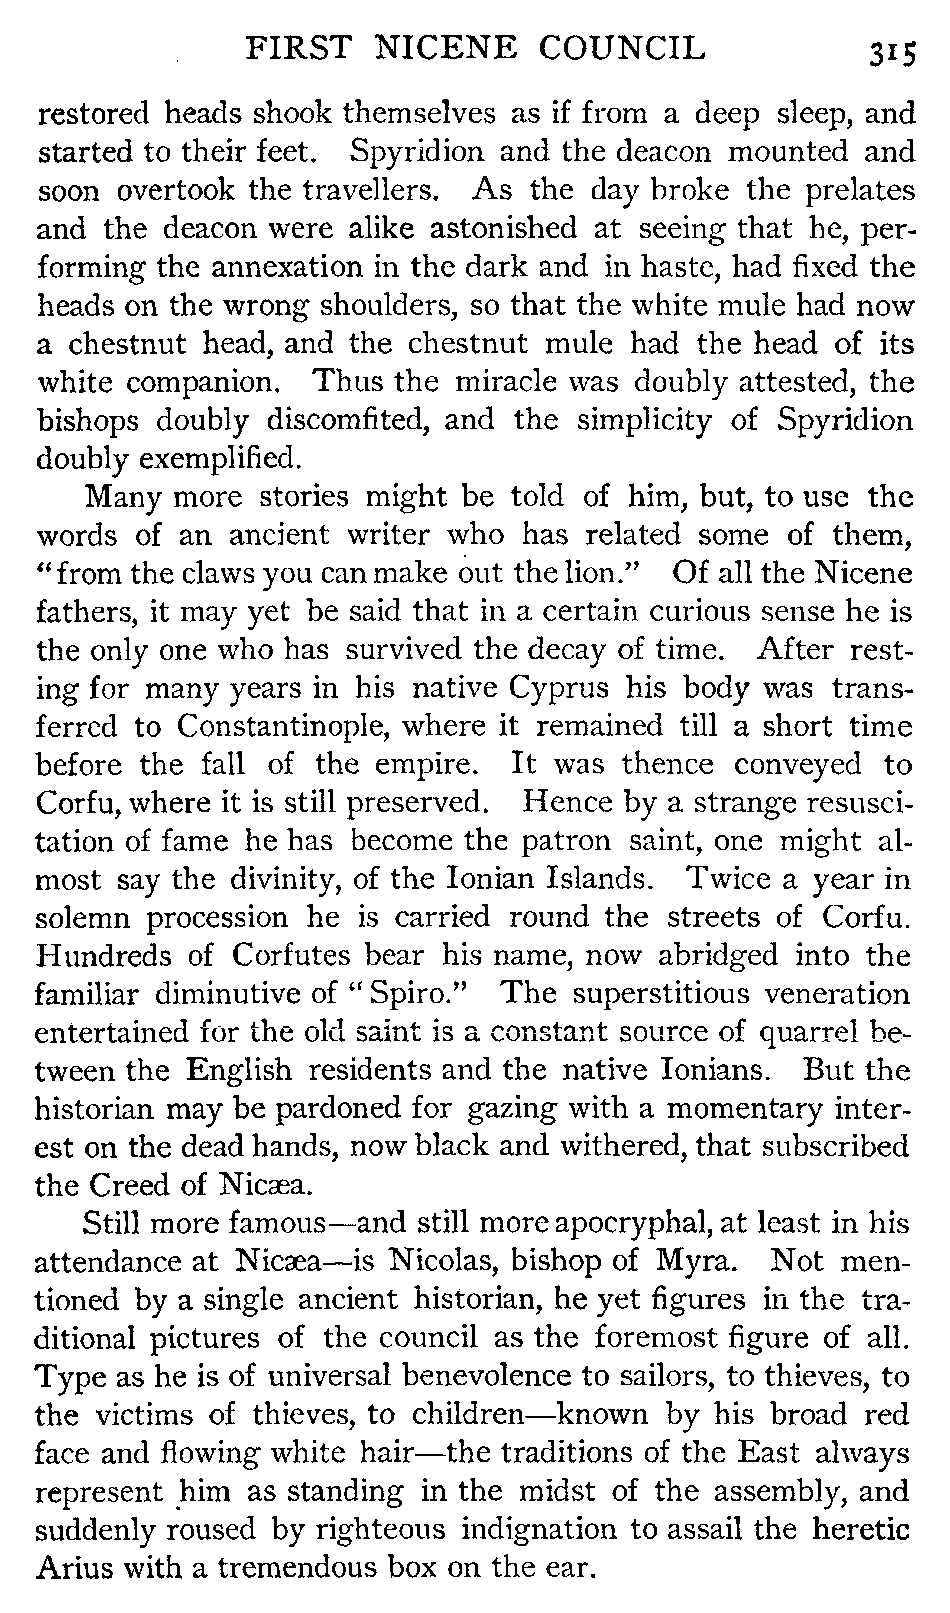 FIRST NICENE COUNCIL 315
restored heads shook themselves as if from a deep sleep, and
started to their feet. Spyridion and the deacon mounted and
soon overtook the travellers. As the day broke the prelates
and the deacon were alike astonished at seeing that he, per-
forming the annexation in the dark and in haste, had fixed the
heads on the wrong shoulders, so that the white mule had now
a chestnut head, and the chestnut mule had the head of its
white companion. Thus the miracle was doubly attested, the
bishops doubly discomfited, and the simplicity of Spyridion
doubly exemplified.
Many more stories might be told of him, but, to use the
words of an ancient writer who has related some of them,
“from the claws you can make out the lion.” Of all the Nicene
fathers, it may yet be said that in a certain curious sense he is
the only one who has survived the decay of time. After rest-
ing for many years in his native Cyprus his body was trans-
ferred to Constantinople, where it remained till a short time
before the fall of the empire. It was thence conveyed to
Corfu, where it is still preserved. Hence by a strange resusci-
tation of fame he has become the patron saint, one might al-
most say the divinity, of the Ionian Islands. Twice a year in
solemn procession he is carried round the streets of Corfu.
Hundreds of Corfutes bear his name, now abridged into the
familiar diminutive of “Spiro.” The superstitious veneration
entertained for the old saint is a constant source of quarrel be-
tween the English residents and the native Ionians. But the
historian may be pardoned for gazing with a momentary inter-
est on the dead hands, now black and withered, that subscribed
the Creed of Nicæa.
Still more famous—and still more apocryphal, at least in his
attendance at Nicæa—is Nicolas, bishop of Myra. Not men-
tioned by a single ancient historian, he yet figures in the tra-
ditional pictures of the council as the foremost figure of all.
Type as he is of universal benevolence to sailors, to thieves, to
the victims of thieves, to children—known by his broad red
face and flowing white hair—the traditions of the East always
represent him as standing in the midst of the assembly, and
suddenly roused by righteous indignation to assail the heretic
Arius with a tremendous box on the ear.